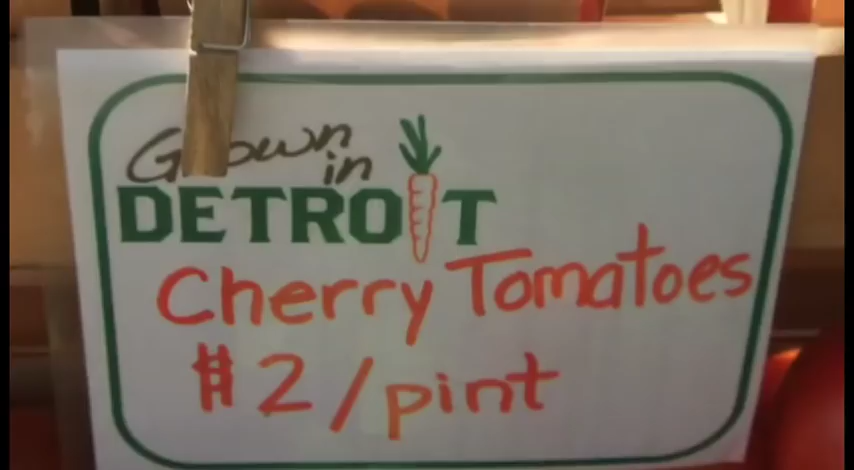 Grown
in
DETROIT
Cherry Tomatoes
$2/pint